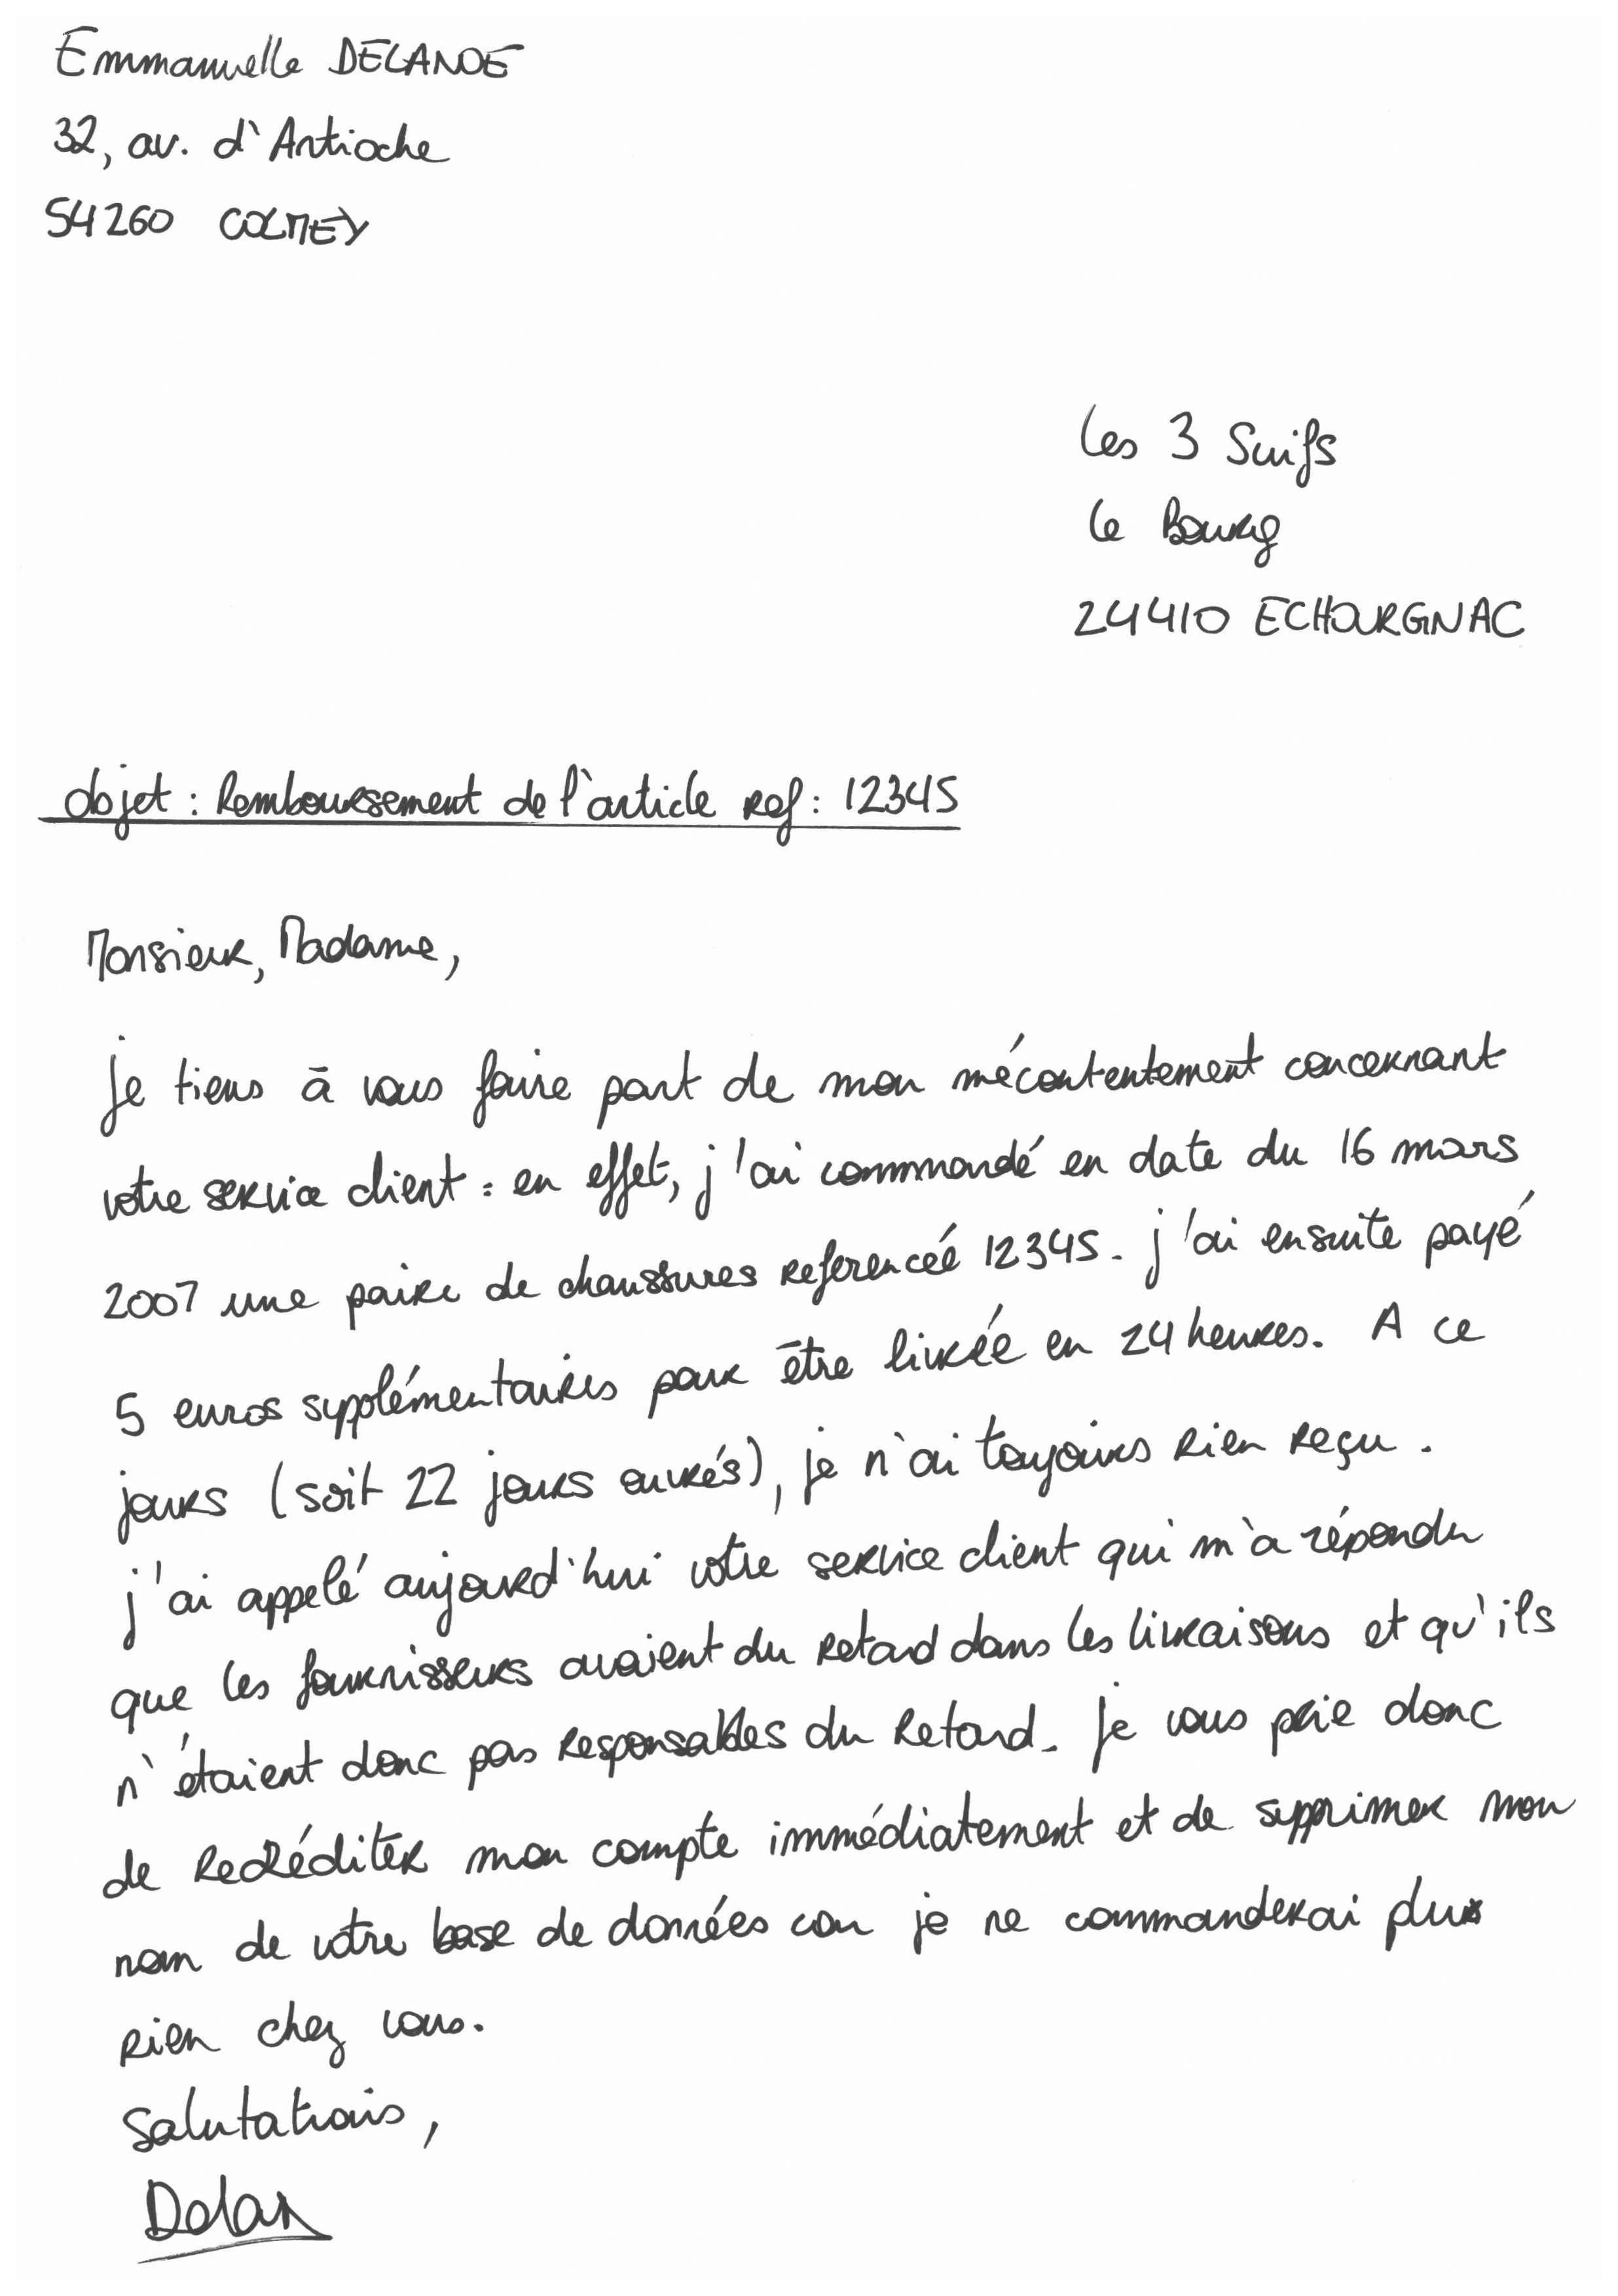 Emmanuelle DELANOE
32, av. d'Antioche
54260 COLMEY
Les 3 Suifs
Le Bourg
24410 ECHOURGNAC
objet : Remboursement de l'article ref : 12345
Monsieur, Madame,
Je tiens à vous faire part de mon mécontentement concernant
votre service client : en effet, j'ai commandé en date du 16 mars
2007 une paire de chaussures referenceé 12345. j'ai ensuite payé
5 euros supplémentaires pour être livrée en 24 heures. A ce
jours (soit 22 jours ouvrés), je n'ai toujours rien reçu.
j'ai appelé aujourd'hui votre service client qui m'a répondu
que les fournisseurs avaient du retard dans les livraisons et qu'ils
n'étaient donc pas responsables du retard. Je vous prie donc
de recréditer mon compte immédiatement et de supprimer mon
nom de votre base de données car je ne commanderai plus
rien chez vous.
Salutations,